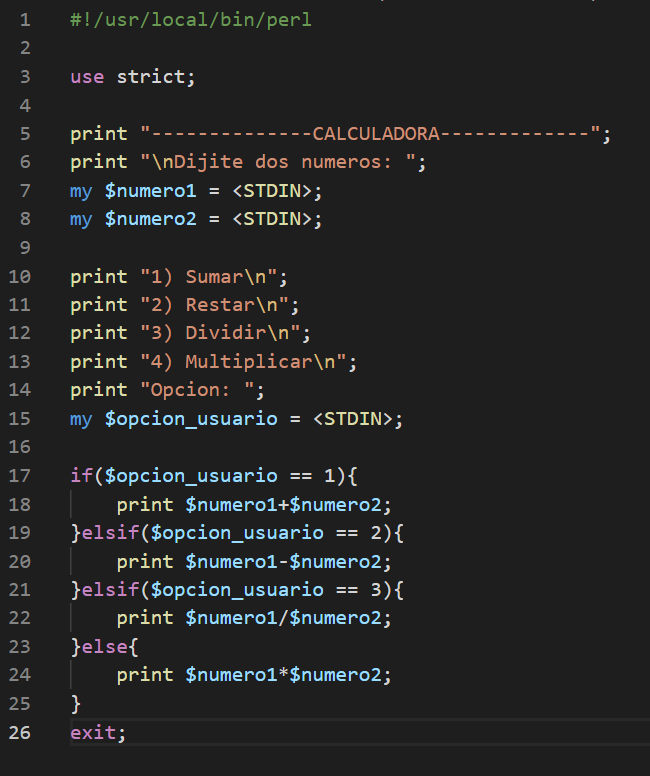 1 #!/usr/local/bin/perl
2
3 use strict;
4
5 print "--------------CALCULADORA-------------";
6 print "\nDijite dos numeros: ";
7 my $numero1 = <STDIN>;
8 my $numero2 = <STDIN>;
9
10 print "1) Sumar\n";
11 print "2) Restar\n";
12 print "3) Dividir\n";
13 print "4) Multiplicar\n";
14 print "Opcion: ";
15 my $opcion_usuario = <STDIN>;
16
17 if($opcion_usuario == 1){
18     print $numero1+$numero2;
19 }elsif($opcion_usuario == 2){
20     print $numero1-$numero2;
21 }elsif($opcion_usuario == 3){
22     print $numero1/$numero2;
23 }else{
24     print $numero1*$numero2;
25 }
26 exit;